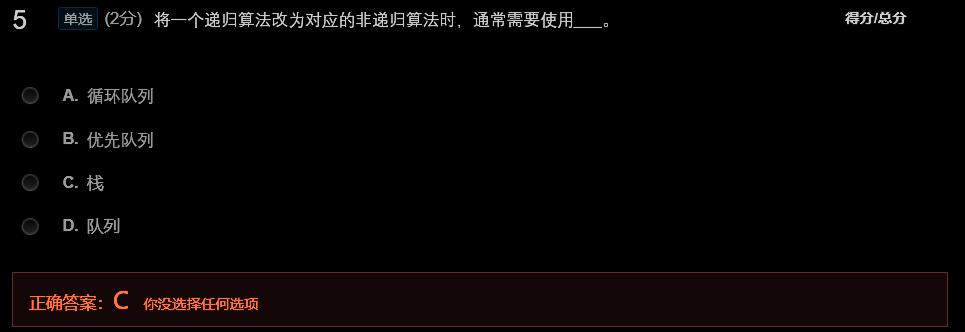 5 单选 (2分) 将一个递归算法改为对应的非递归算法时，通常需要使用___。 得分/总分
A. 循环队列
B. 优先队列
C. 栈
D. 队列
正确答案：C 你没选择任何选项